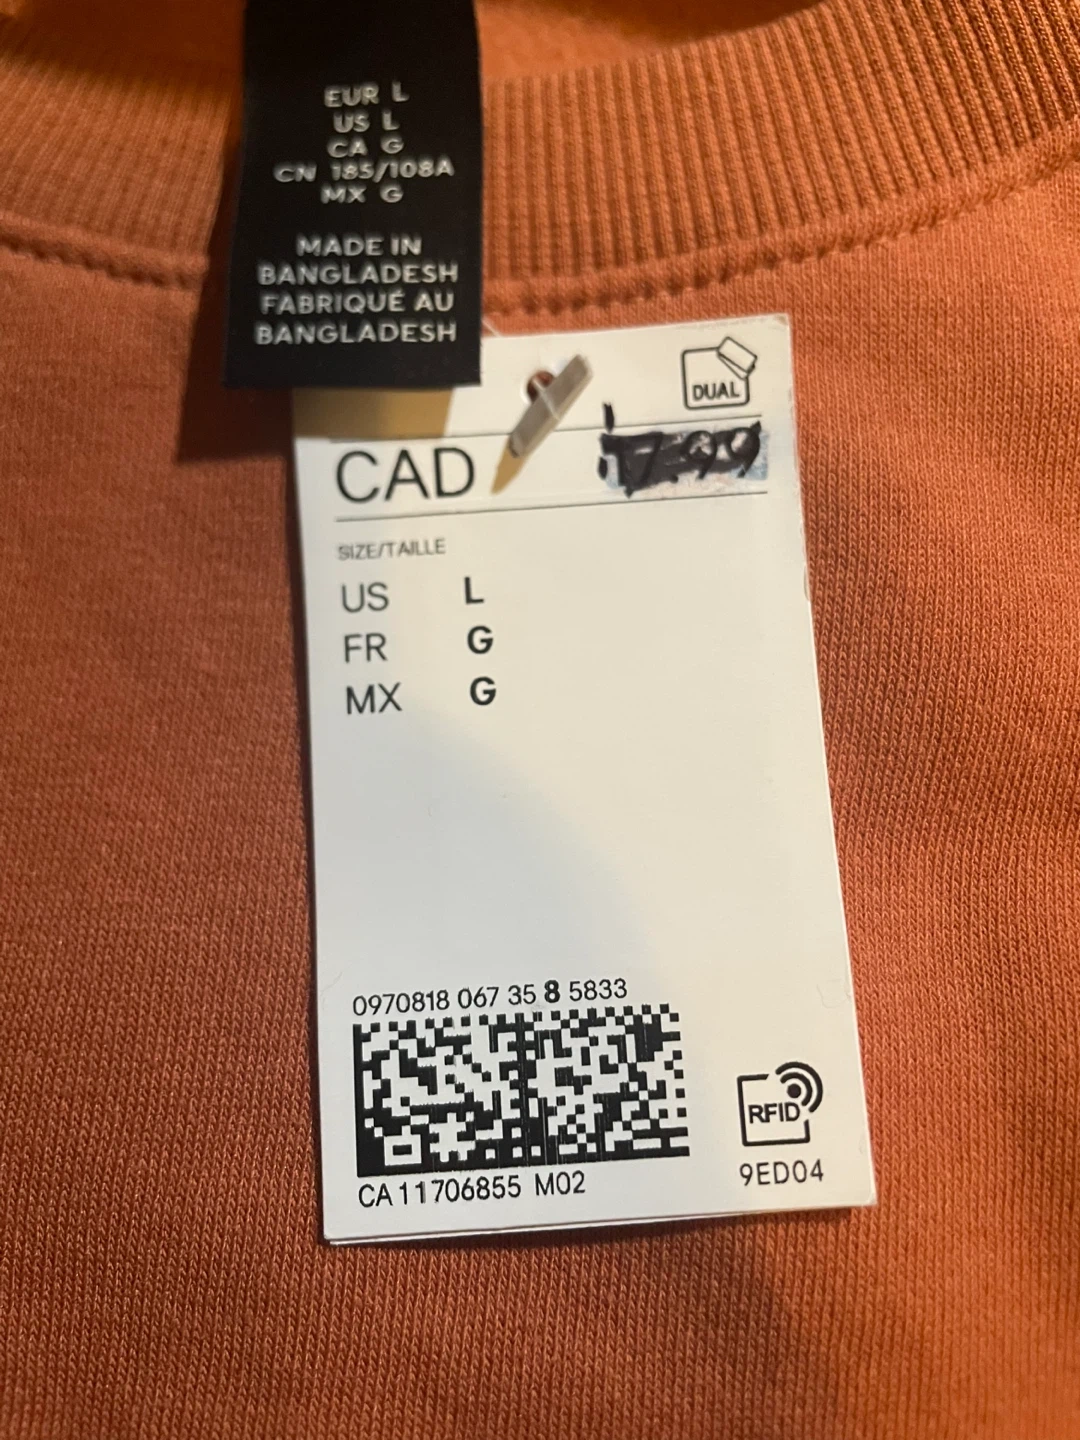 EUR L
US L
CA G
CN 185/108A
MX G
MADE IN
BANGLADESH
FABRIQUÉ AU
BANGLADESH
DUAL
CAD
SIZE/TAILLE
US L
FR G
MX G
0970818 067 35 8 5833
RFID
9ED04
CA11706855 M02